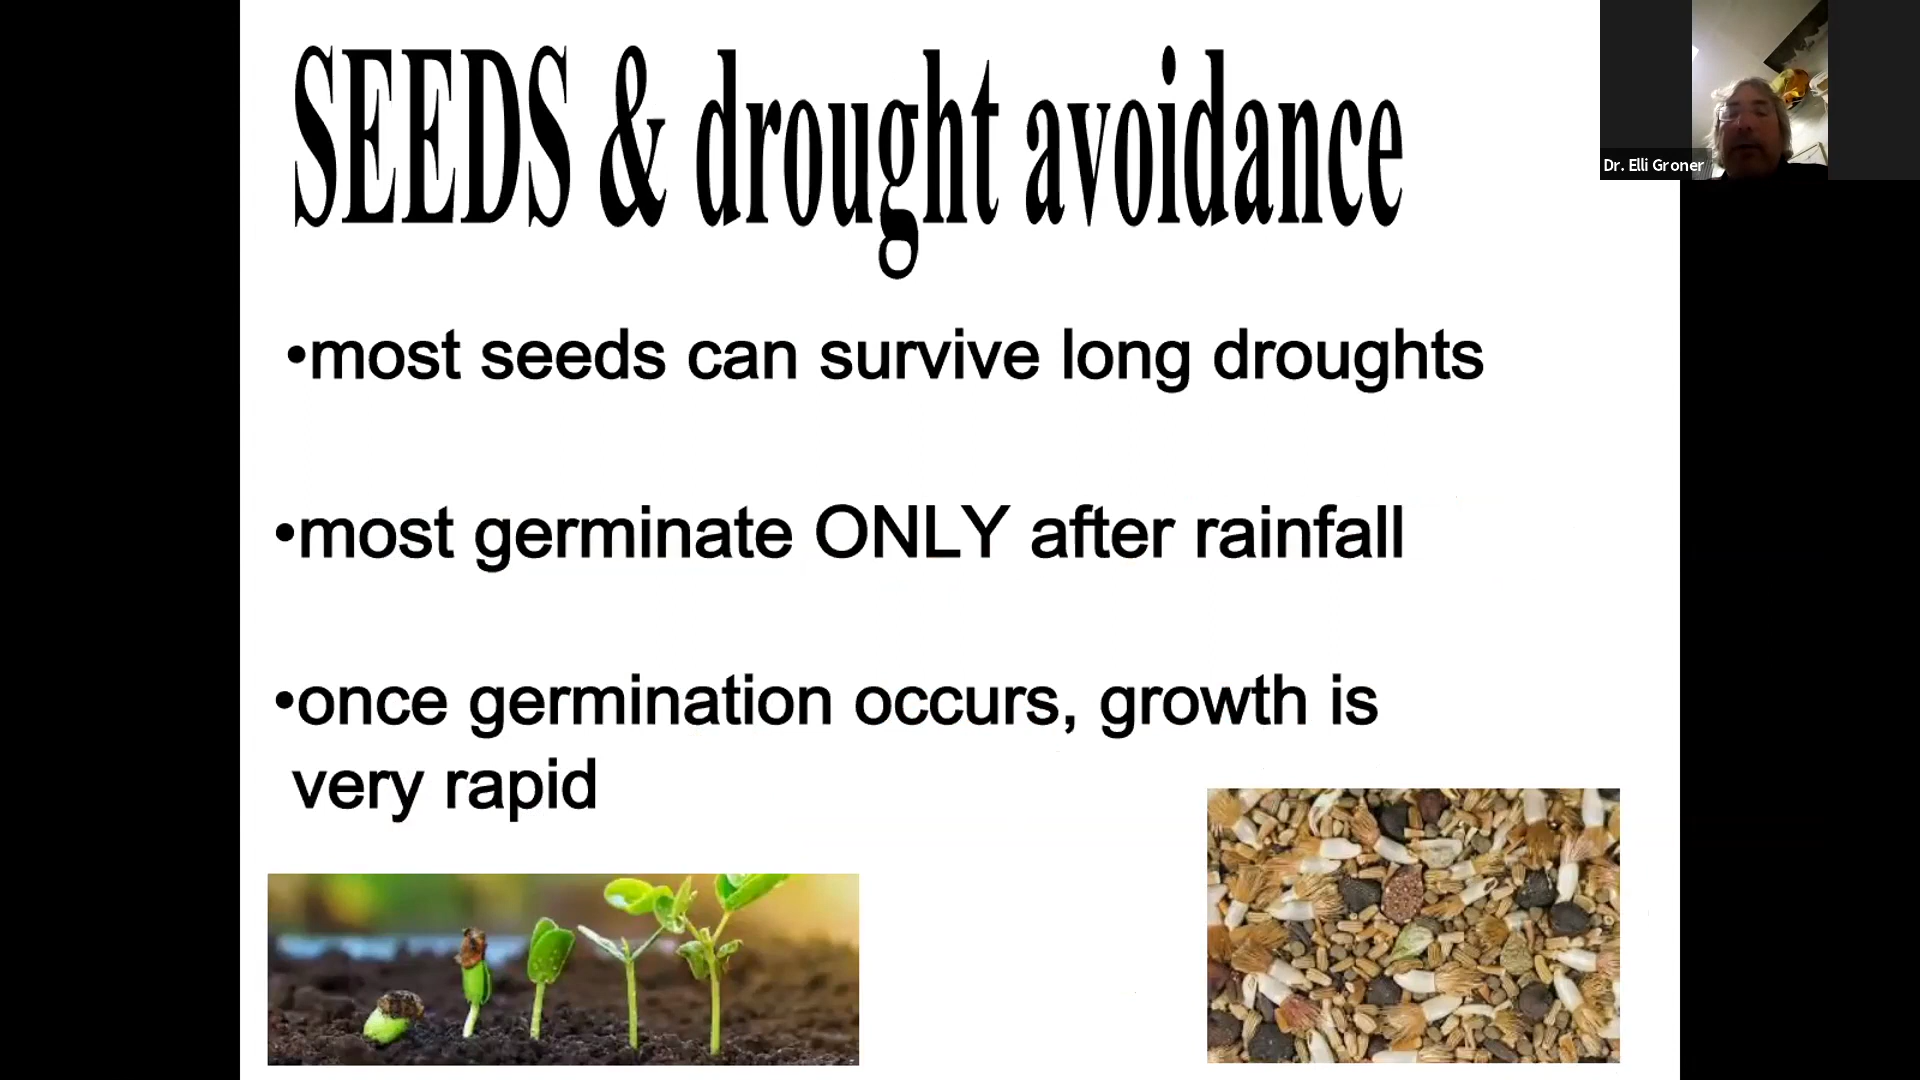 SEEDS & drought avoidance
Dr. Elli Groner
•most seeds can survive long droughts
•most germinate ONLY after rainfall
•once germination occurs, growth is
very rapid